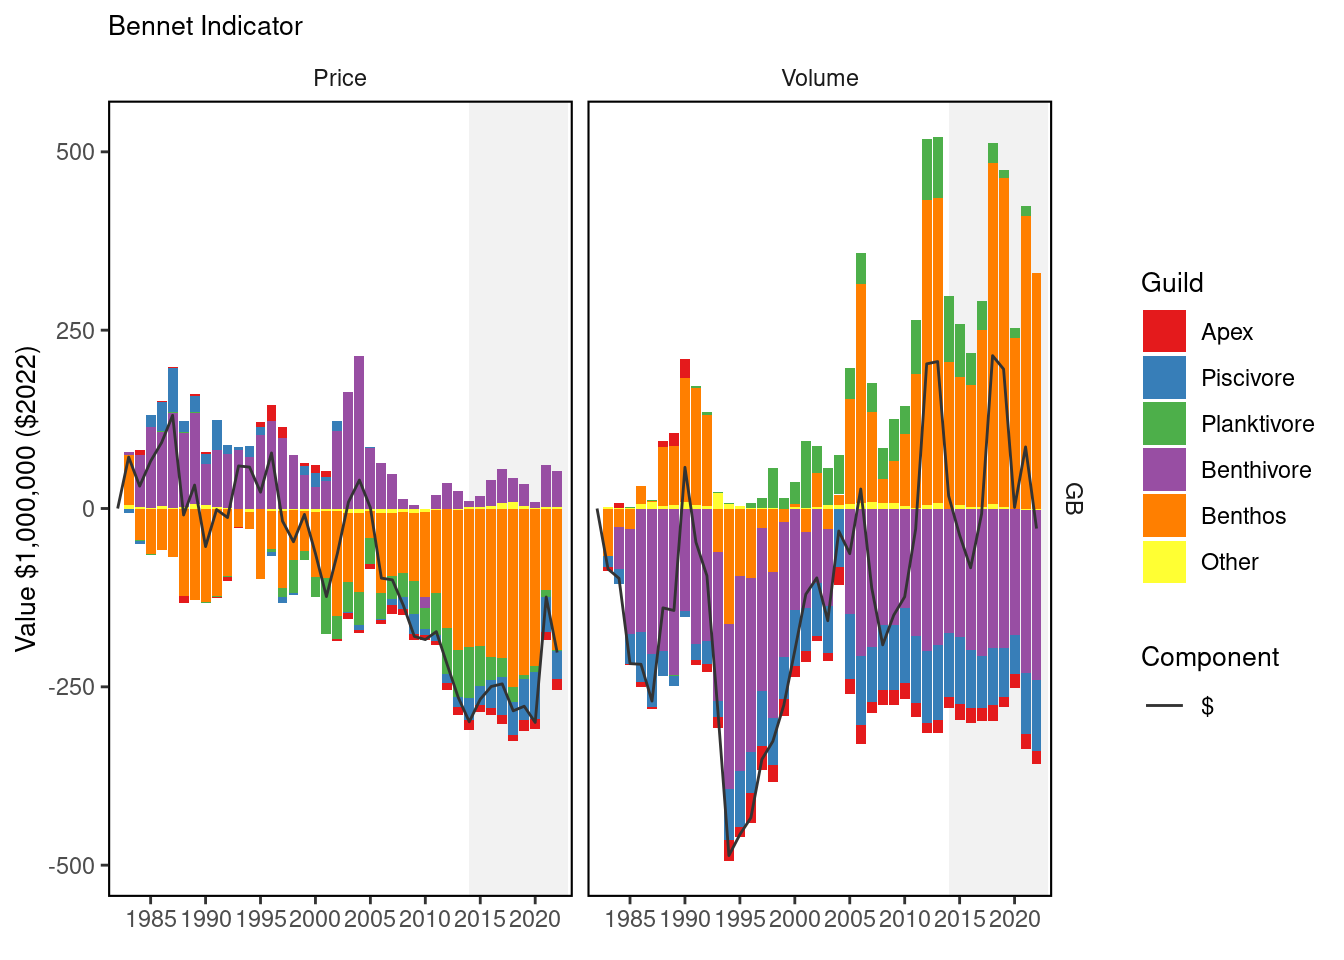 Bennet Indicator
Price
Volume
Value $1,000,000 ($2022)
500
250
0
-250
-500
1985 1990 1995 2000 2005 2010 2015 2020
1985 1990 1995 2000 2005 2010 2015 2020
GB
Guild
Apex
Piscivore
Planktivore
Benthivore
Benthos
Other
Component
$